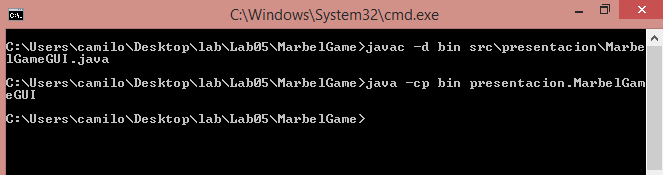 C:\Windows\System32\cmd.exe
C:\Users\camilo\Desktop\lab\Lab05\MarbelGame>javac -d bin src\presentacion\Marbe
lGameGUI.java
C:\Users\camilo\Desktop\lab\Lab05\MarbelGame>java -cp bin presentacion.MarbelGam
eGUI
C:\Users\camilo\Desktop\lab\Lab05\MarbelGame>